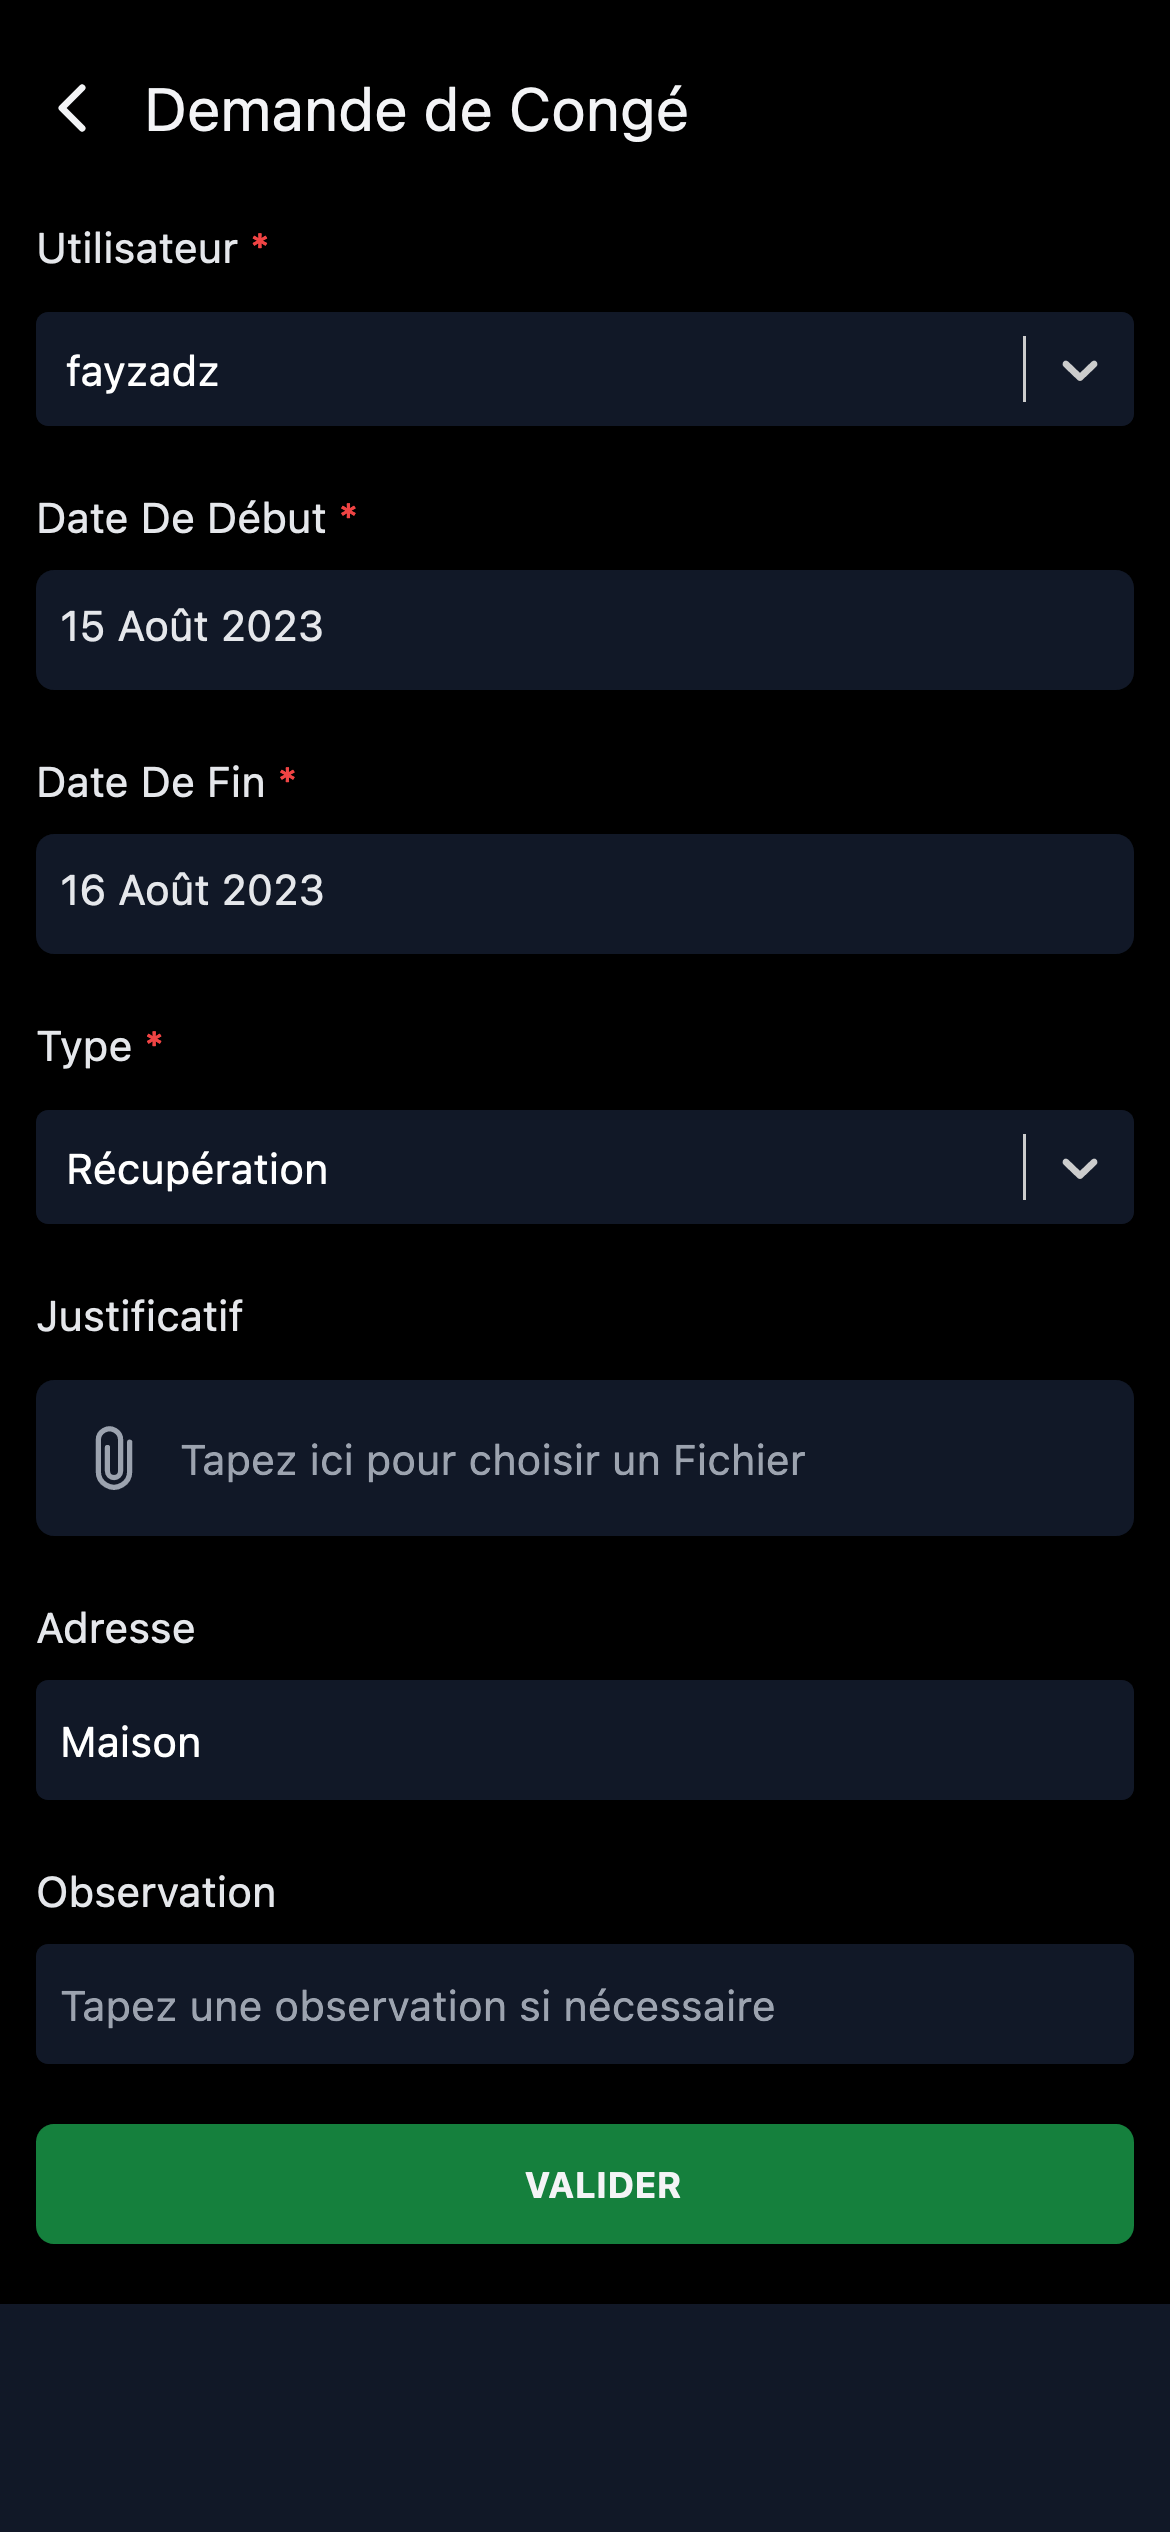 Demande de Congé
Utilisateur *
fayzadz
Date De Début *
15 Août 2023
Date De Fin *
16 Août 2023
Type *
Récupération
Justificatif
Tapez ici pour choisir un Fichier
Adresse
Maison
Observation
Tapez une observation si nécessaire
VALIDER